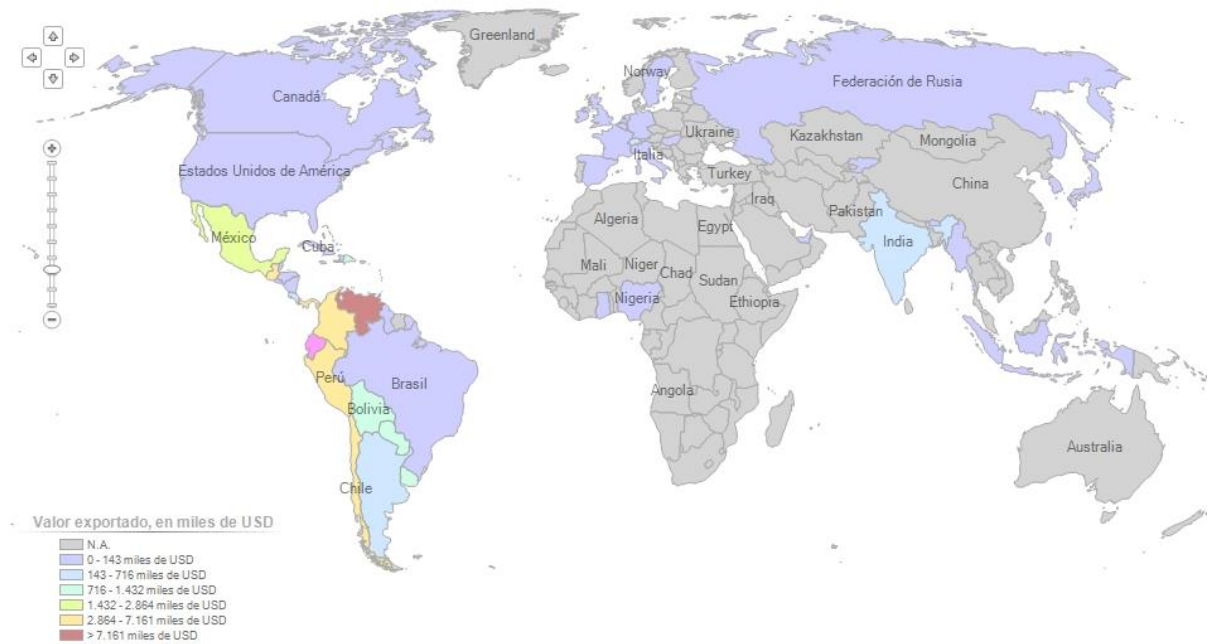 Greenland
Norway
Federación de Rusia
Canadá
Ukraine
Kazakhstan
Mongolia
Italia
Estados Unidos de América
Turkey
China
Iraq
Pakistan
Algeria
Egypt
México
Cuba
India
Mali
Niger
Chad
Sudan
Nigeria
Ethiopia
Perú
Brasil
Angola
Bolivia
Australia
Chile
Valor exportado, en miles de USD
N.A.
0 - 143 miles de USD
143 - 716 miles de USD
716 - 1.432 miles de USD
1.432 - 2.864 miles de USD
2.864 - 7.161 miles de USD
> 7.161 miles de USD